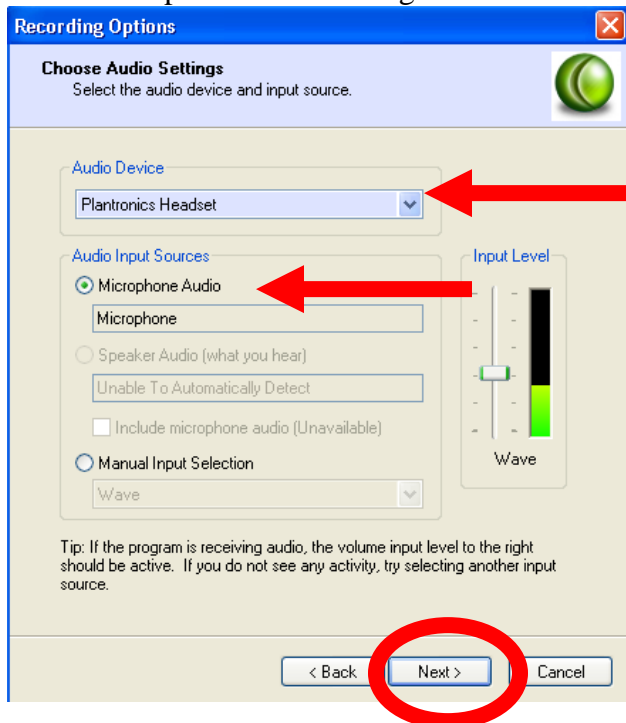 Recording Options
Choose Audio Settings
Select the audio device and input source.
Audio Device
Plantronics Headset
Audio Input Sources
Input Level
Microphone Audio
Microphone
Speaker Audio (what you hear)
Unable To Automatically Detect
Include microphone audio (Unavailable)
Manual Input Selection
Wave
Wave
Tip: If the program is receiving audio, the volume input level to the right
should be active. If you do not see any activity, try selecting another input
source.
< Back
Next >
Cancel